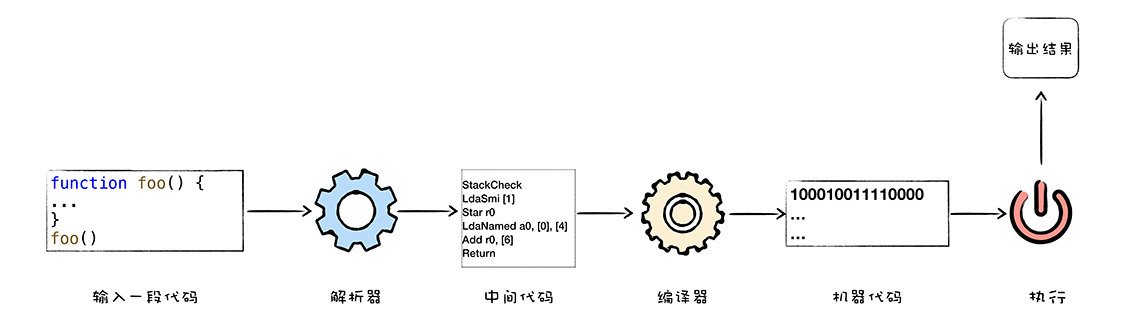 输出结果
function foo() {
...
}
foo()
StackCheck
LdaSmi [1]
Star r0
LdaNamed a0, [0], [4]
Add r0, [6]
Return
100010011110000
...
...
输入一段代码
解析器
中间代码
编译器
机器代码
执行